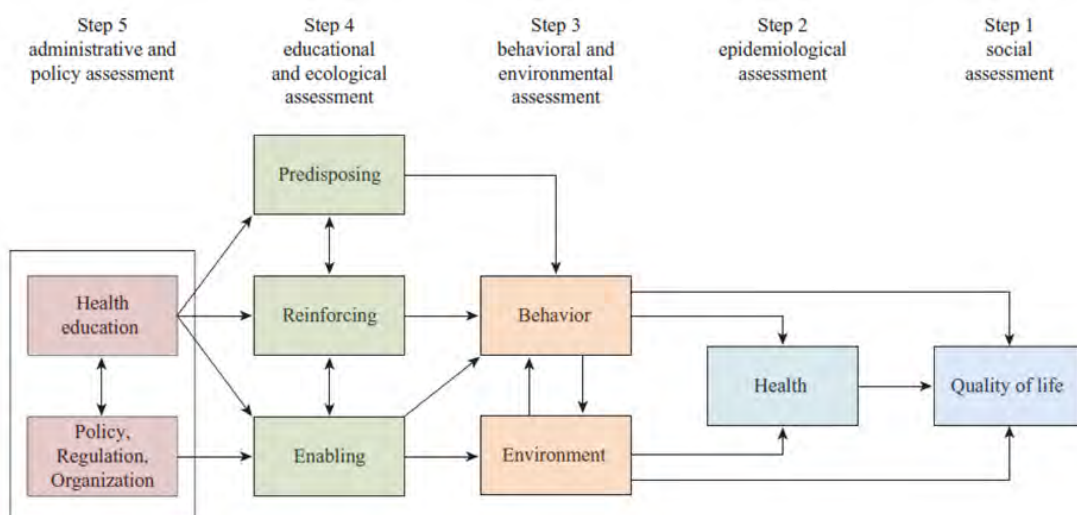 Step 5
administrative and
policy assessment
Step 4
educational
and ecological
assessment
Step 3
behavioral and
environmental
assessment
Step 2
epidemiological
assessment
Step 1
social
assessment
Predisposing
Health
education
Reinforcing
Behavior
Health
Quality of life
Policy,
Regulation,
Organization
Enabling
Environment